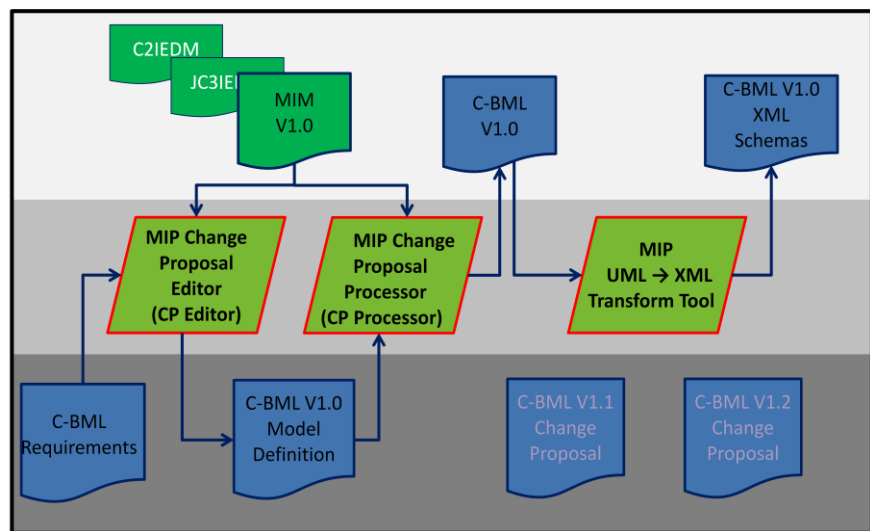 C2IEDM
JC3IE
MIM
V1.0
C-BML
V1.0
C-BML V1.0
XML
Schemas
MIP Change
Proposal
Editor
(CP Editor)
MIP Change
Proposal
Processor
(CP Processor)
MIP
UML → XML
Transform Tool
C-BML
Requirements
C-BML V1.0
Model
Definition
C-BML V1.1
Change
Proposal
C-BML V1.2
Change
Proposal